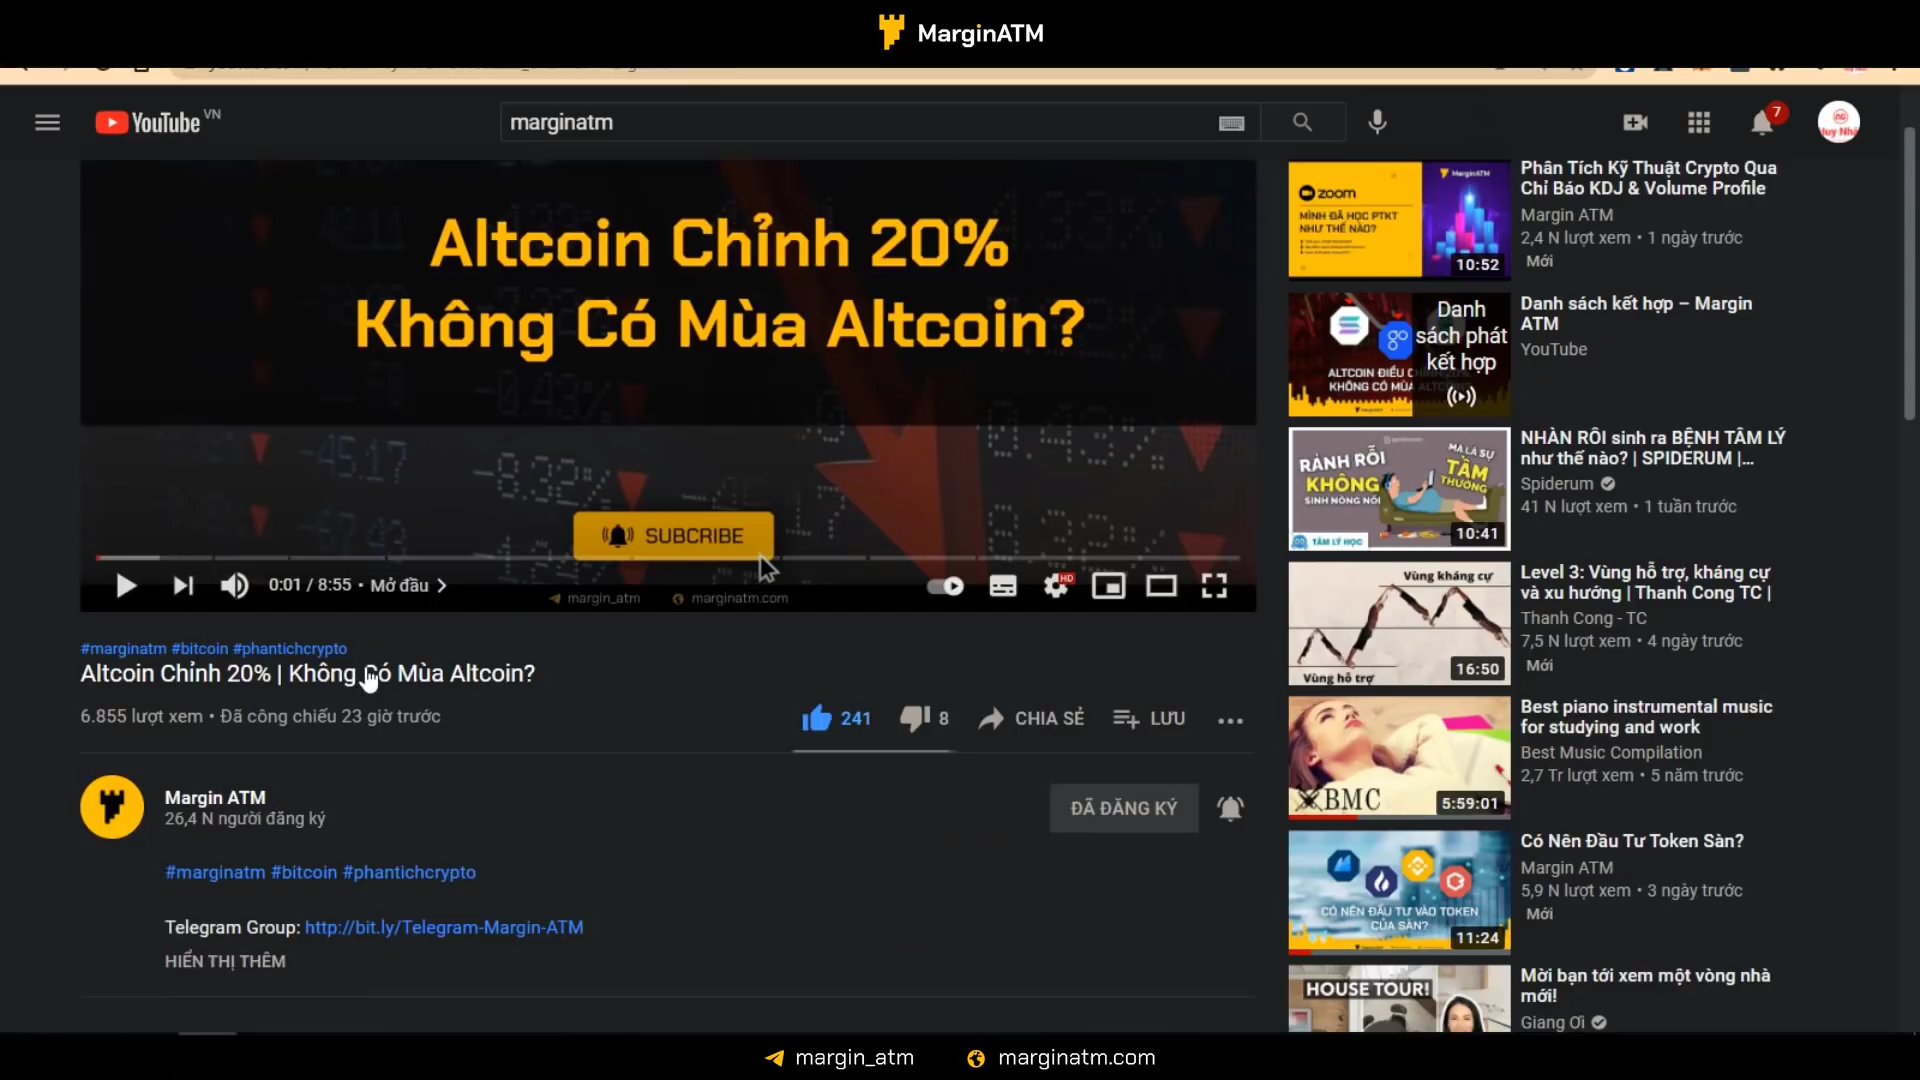 MarginATM
YouTube VN
marginatm
7
Altcoin Chỉnh 20%
Không Có Mùa Altcoin?
-0.43%
-45.17
-8.92%
SUBCRIBE
0:01 / 8:55 • Mở đầu
HD
margin_atm
marginatm.com
#marginatm #bitcoin #phantichcrypto
Altcoin Chỉnh 20% | Không Có Mùa Altcoin?
6.855 lượt xem • Đã công chiếu 23 giờ trước
241
8
CHIA SẺ
LƯU
Margin ATM
26,4 N người đăng ký
ĐÃ ĐĂNG KÝ
#marginatm #bitcoin #phantichcrypto
Telegram Group: http://bit.ly/Telegram-Margin-ATM
HIỂN THỊ THÊM
zoom
MarginATM
MÌNH ĐÃ HỌC PTKT
NHƯ THẾ NÀO?
10:52
Phân Tích Kỹ Thuật Crypto Qua
Chỉ Báo KDJ & Volume Profile
Margin ATM
2,4 N lượt xem • 1 ngày trước
Mới
Danh
sách phát
kết hợp
Danh sách kết hợp – Margin
ATM
YouTube
RẢNH RỖI
KHÔNG
SINH NÔNG NỔI
MÀ LÀ SỰ
TẦM
THƯỜNG
TÂM LÝ HỌC
10:41
NHÀN RỖI sinh ra BỆNH TÂM LÝ
như thế nào? | SPIDERUM |...
Spiderum
41 N lượt xem • 1 tuần trước
Vùng kháng cự
Vùng hỗ trợ
16:50
Level 3: Vùng hỗ trợ, kháng cự
và xu hướng | Thanh Cong TC |
Thanh Cong - TC
7,5 N lượt xem • 4 ngày trước
Mới
BMC
5:59:01
Best piano instrumental music
for studying and work
Best Music Compilation
2,7 Tr lượt xem • 5 năm trước
CÓ NÊN ĐẦU TƯ VÀO TOKEN
CỦA SÀN?
11:24
Có Nên Đầu Tư Token Sàn?
Margin ATM
5,9 N lượt xem • 3 ngày trước
Mới
HOUSE TOUR!
Mời bạn tới xem một vòng nhà
mới!
Giang Ơi
margin_atm
marginatm.com